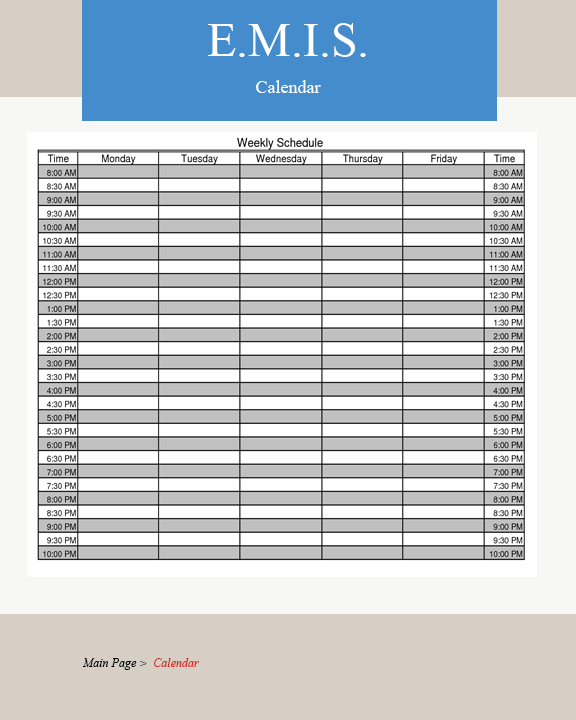 E.M.I.S.
Calendar
Weekly Schedule
Time Monday Tuesday Wednesday Thursday Friday Time
8:00 AM 8:00 AM
8:30 AM 8:30 AM
9:00 AM 9:00 AM
9:30 AM 9:30 AM
10:00 AM 10:00 AM
10:30 AM 10:30 AM
11:00 AM 11:00 AM
11:30 AM 11:30 AM
12:00 PM 12:00 PM
12:30 PM 12:30 PM
1:00 PM 1:00 PM
1:30 PM 1:30 PM
2:00 PM 2:00 PM
2:30 PM 2:30 PM
3:00 PM 3:00 PM
3:30 PM 3:30 PM
4:00 PM 4:00 PM
4:30 PM 4:30 PM
5:00 PM 5:00 PM
5:30 PM 5:30 PM
6:00 PM 6:00 PM
6:30 PM 6:30 PM
7:00 PM 7:00 PM
7:30 PM 7:30 PM
8:00 PM 8:00 PM
8:30 PM 8:30 PM
9:00 PM 9:00 PM
9:30 PM 9:30 PM
10:00 PM 10:00 PM
Main Page > Calendar